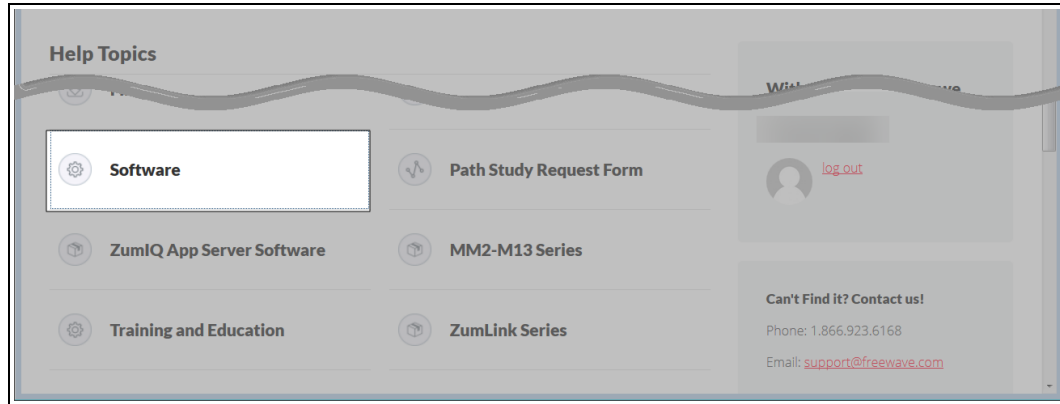 Help Topics
Software
Path Study Request Form
ZumIQ App Server Software
MM2-M13 Series
Training and Education
ZumLink Series
log out
Can't Find it? Contact us!
Phone: 1.866.923.6168
Email: support@freewave.com